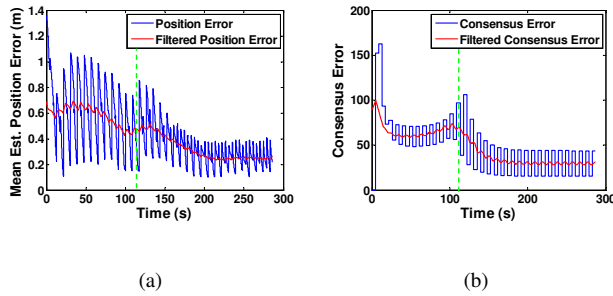 Mean Est. Position Error (m)
1.4
1.2
1
0.8
0.6
0.4
0.2
0
0 50 100 150 200 250 300
Time (s)
Position Error
Filtered Position Error
(a)
Consensus Error
200
150
100
50
0
0 100 200 300
Time (s)
Consensus Error
Filtered Consensus Error
(b)